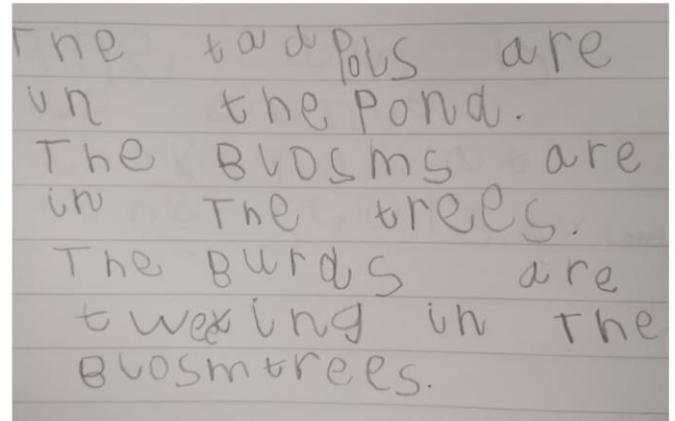 The tadpols are
in the pond.
The Blosms are
in The trees.
The Burds are
tweeting in The
Blosmtrees.